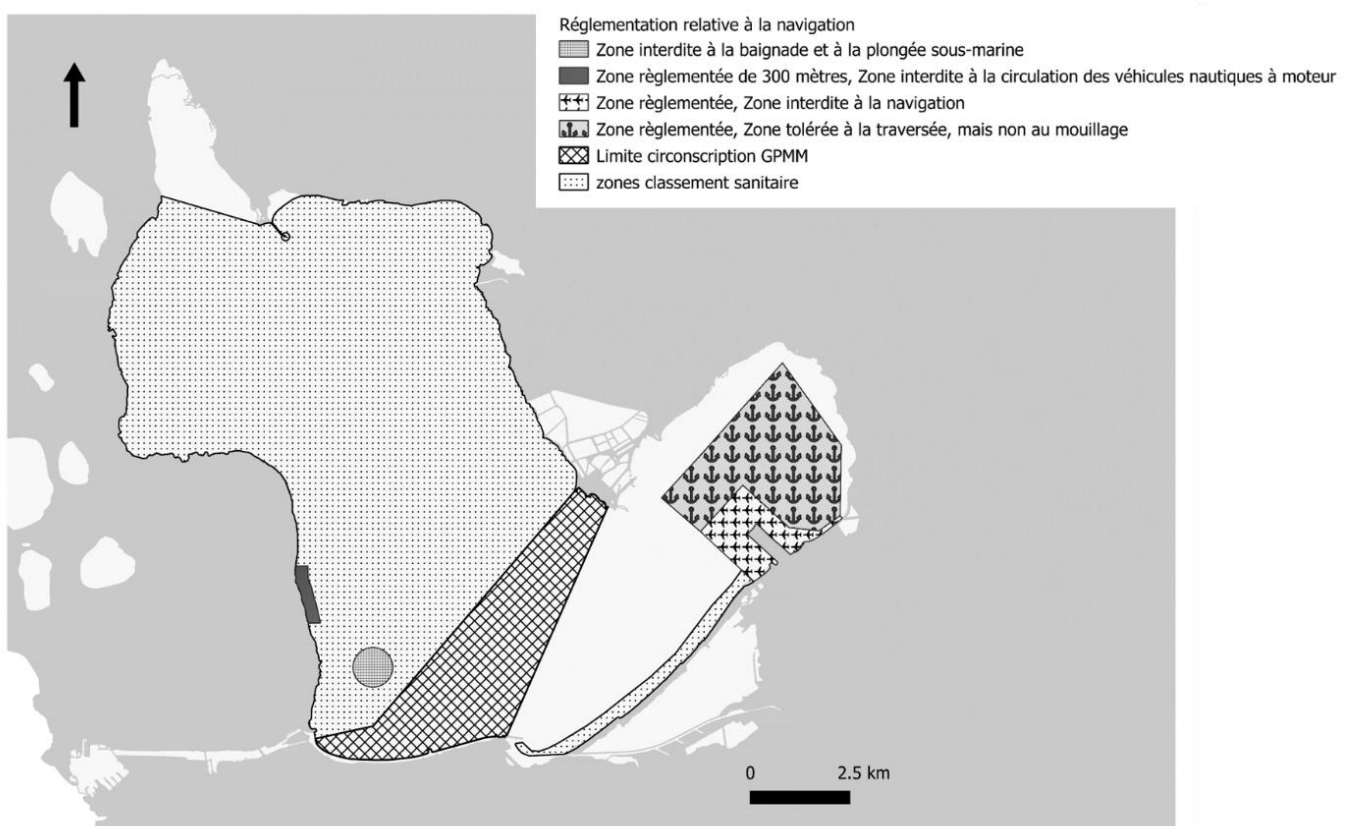 Réglementation relative à la navigation
Zone interdite à la baignade et à la plongée sous-marine
Zone règlementée de 300 mètres, Zone interdite à la circulation des véhicules nautiques à moteur
Zone règlementée, Zone interdite à la navigation
Zone règlementée, Zone tolérée à la traversée, mais non au mouillage
Limite circonscription GPMM
zones classement sanitaire
0 2.5 km